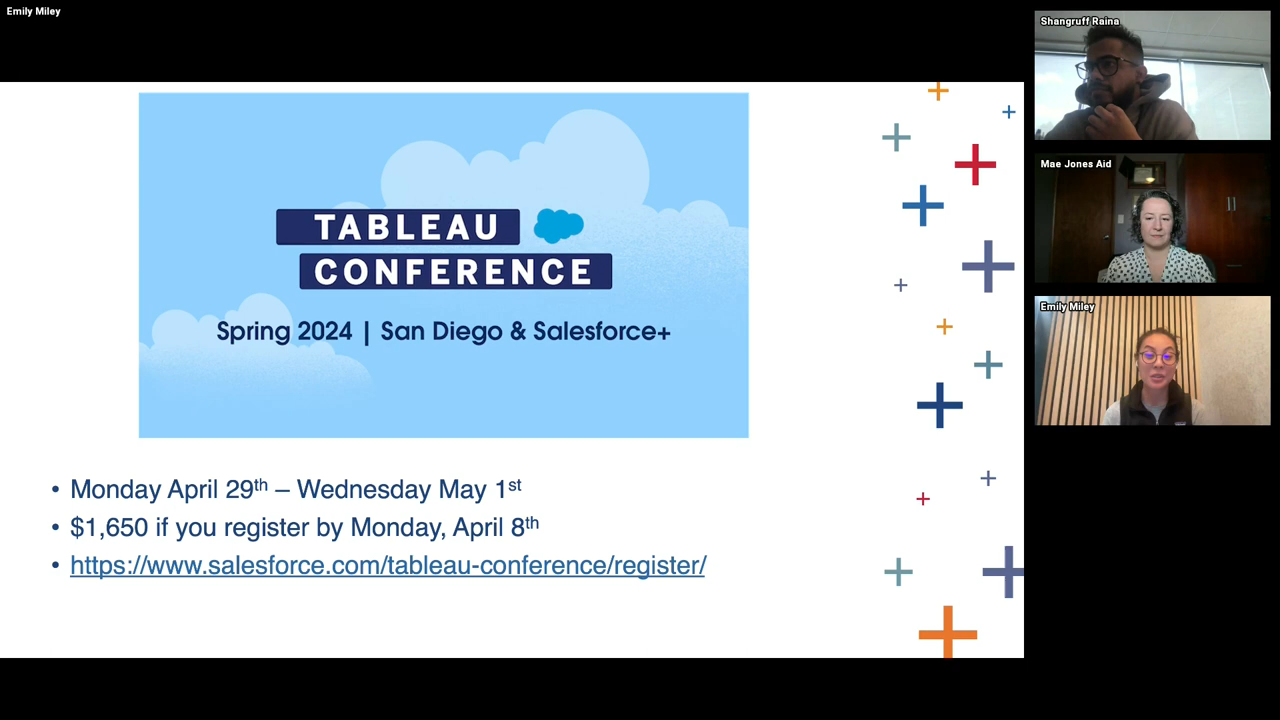 Emily Miley
TABLEAU
CONFERENCE
Spring 2024 | San Diego & Salesforce+
• Monday April 29th – Wednesday May 1st
• $1,650 if you register by Monday, April 8th
• https://www.salesforce.com/tableau-conference/register/
Shangruff Raina
Mae Jones Aid
Emily Miley